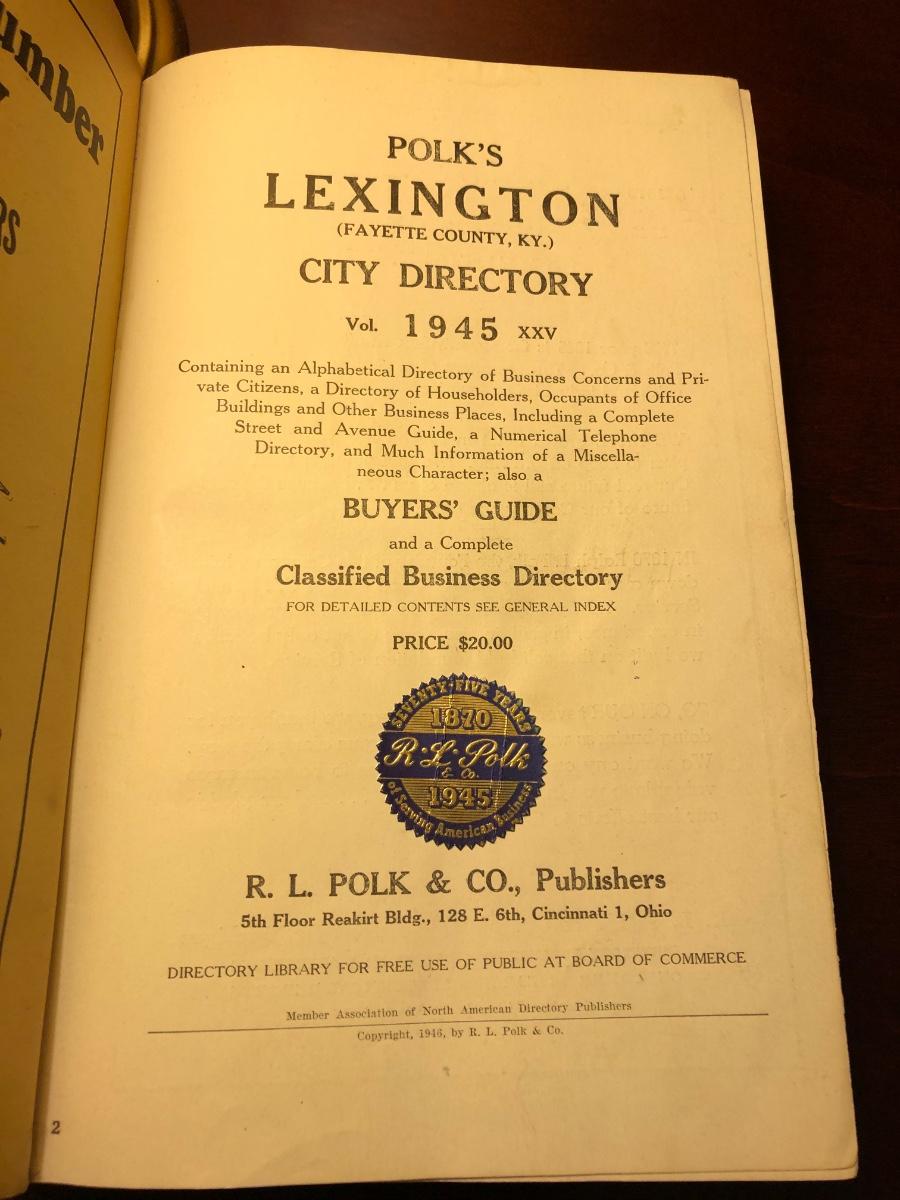 umber
RS
POLK'S
LEXINGTON
(FAYETTE COUNTY, KY.)
CITY DIRECTORY
Vol. 1945 XXV
Containing an Alphabetical Directory of Business Concerns and Pri-
vate Citizens, a Directory of Householders, Occupants of Office
Buildings and Other Business Places, Including a Complete
Street and Avenue Guide, a Numerical Telephone
Directory, and Much Information of a Miscella-
neous Character; also a
BUYERS' GUIDE
and a Complete
Classified Business Directory
FOR DETAILED CONTENTS SEE GENERAL INDEX
PRICE $20.00
SEVENTY-FIVE YEARS
1870
R. L. Polk
& Co.
1945
of Serving American Business
R. L. POLK & CO., Publishers
5th Floor Reakirt Bldg., 128 E. 6th, Cincinnati 1, Ohio
DIRECTORY LIBRARY FOR FREE USE OF PUBLIC AT BOARD OF COMMERCE
Member Association of North American Directory Publishers
Copyright, 1946, by R. L. Polk & Co.
2